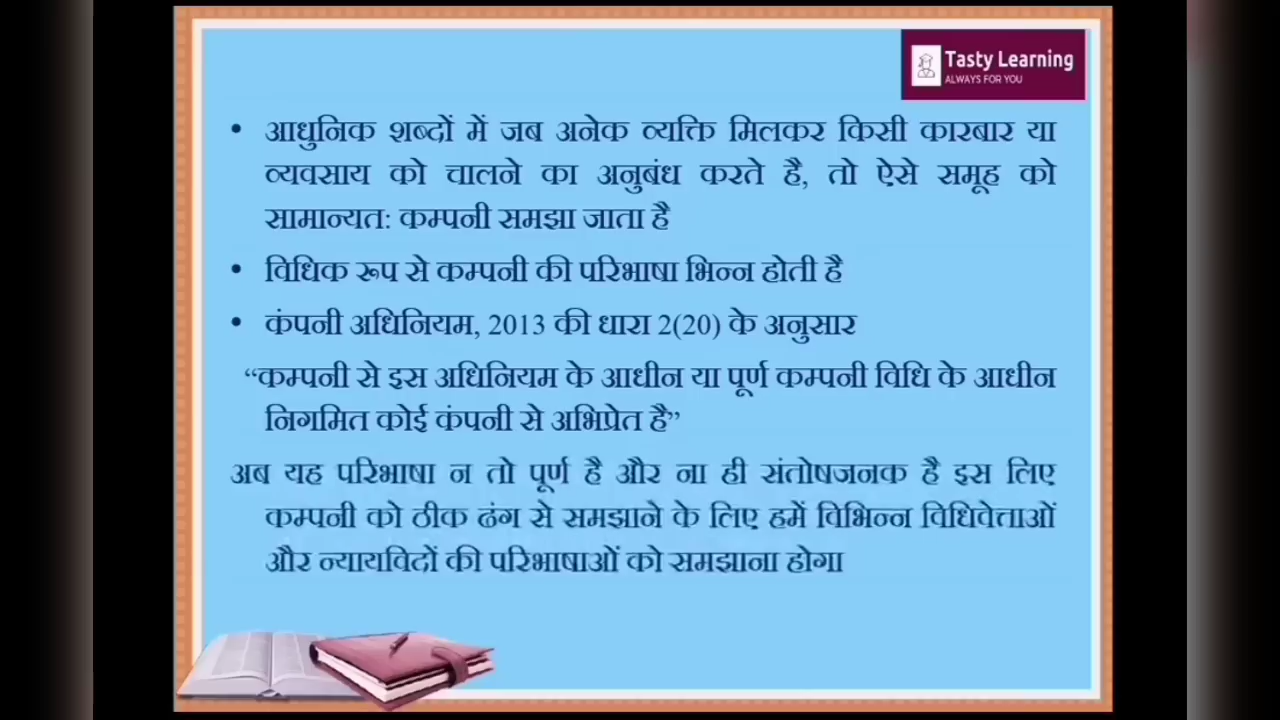 Tasty Learning
ALWAYS FOR YOU
• आधुनिक शब्दों में जब अनेक व्यक्ति मिलकर किसी कारबार या
व्यवसाय को चालने का अनुबंध करते है, तो ऐसे समूह को
सामान्यत: कम्पनी समझा जाता है
• विधिक रूप से कम्पनी की परिभाषा भिन्न होती है
• कंपनी अधिनियम, 2013 की धारा 2(20) के अनुसार
“कम्पनी से इस अधिनियम के आधीन या पूर्ण कम्पनी विधि के आधीन
निगमित कोई कंपनी से अभिप्रेत है”
अब यह परिभाषा न तो पूर्ण है और ना ही संतोषजनक है इस लिए
कम्पनी को ठीक ढंग से समझाने के लिए हमें विभिन्न विधिवेत्ताओं
और न्यायविदों की परिभाषाओं को समझाना होगा